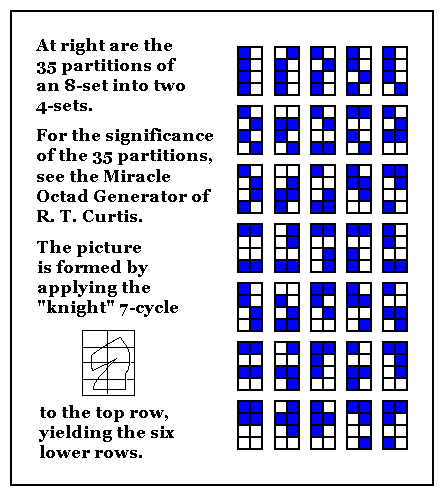 At right are the
35 partitions of
an 8-set into two
4-sets.
For the significance
of the 35 partitions,
see the Miracle
Octad Generator of
R. T. Curtis.
The picture
is formed by
applying the
"knight" 7-cycle
to the top row,
yielding the six
lower rows.